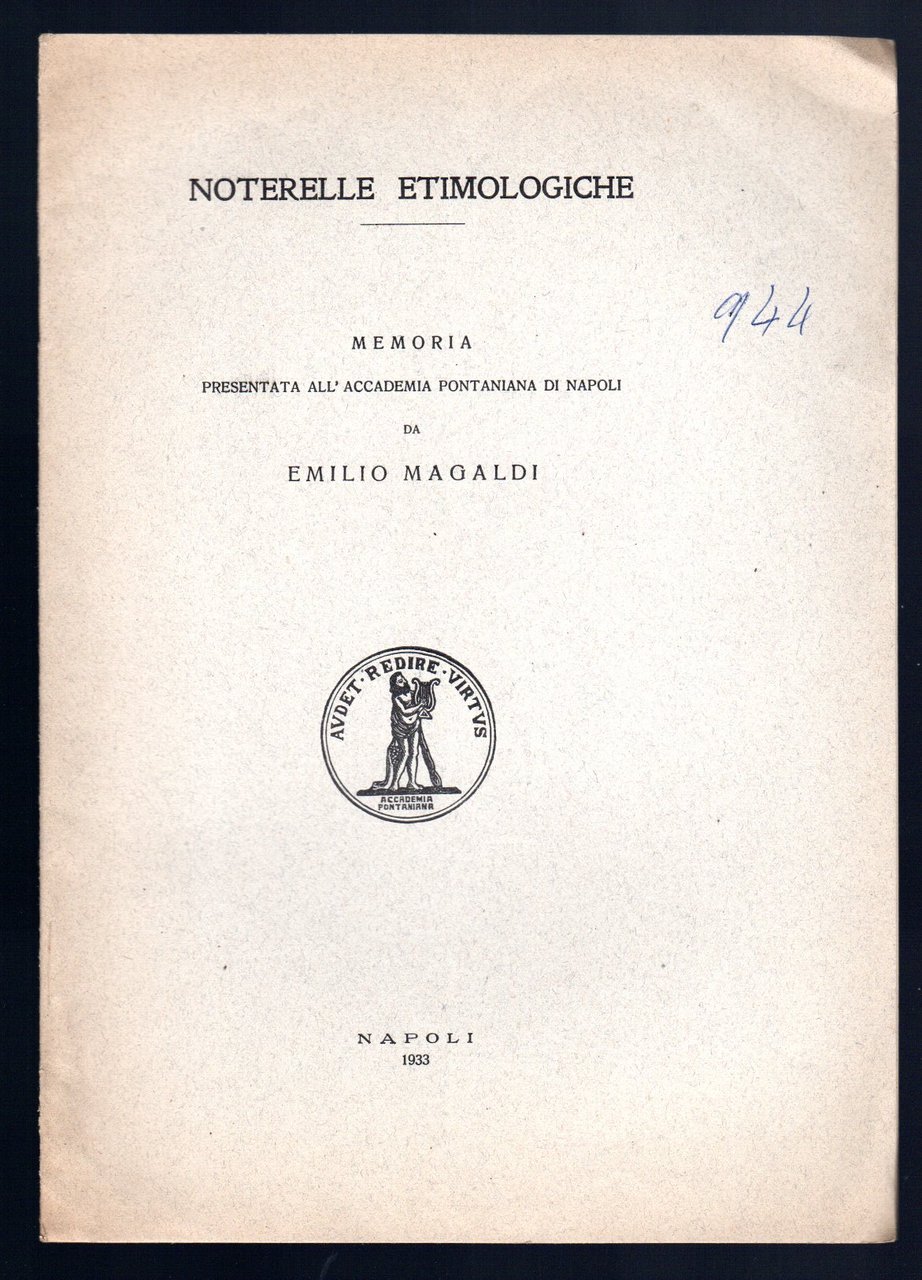 NOTERELLE ETIMOLOGICHE
944
MEMORIA
PRESENTATA ALL' ACCADEMIA PONTANIANA DI NAPOLI
DA
EMILIO MAGALDI
AVDET · REDIRE · VIRTVS
ACCADEMIA
PONTANIANA
NAPOLI
1933